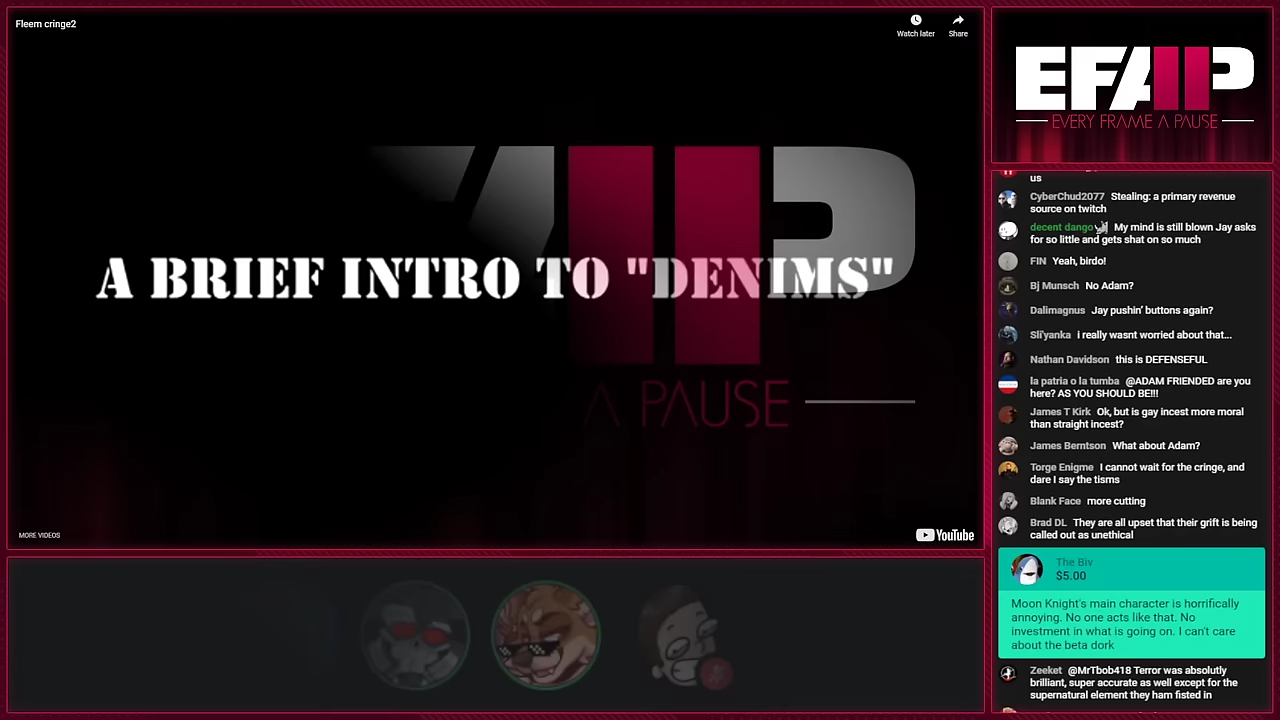 Fleem cringe2
Watch later
Share
A BRIEF INTRO TO "DENIMS"
A PAUSE
MORE VIDEOS
YouTube
EFAP
EVERY FRAME A PAUSE
us
CyberChud2077 Stealing: a primary revenue
source on twitch
decent dango My mind is still blown Jay asks
for so little and gets shat on so much
FIN Yeah, birdo!
Bj Munsch No Adam?
Dalimagnus Jay pushin' buttons again?
Sli'yanka i really wasnt worried about that...
Nathan Davidson this is DEFENSEFUL
la patria o la tumba @ADAM FRIENDED are you
here? AS YOU SHOULD BE!!!
James T Kirk Ok, but is gay incest more moral
than straight incest?
James Berntson What about Adam?
Torge Enigme I cannot wait for the cringe, and
dare I say the tisms
Blank Face more cutting
Brad DL They are all upset that their grift is being
called out as unethical
The Biv
$5.00
Moon Knight's main character is horrifically
annoying. No one acts like that. No
investment in what is going on. I can't care
about the beta dork
Zeeket @MrTbob418 Terror was absolutly
brilliant, super accurate as well except for the
supernatural element they ham fisted in